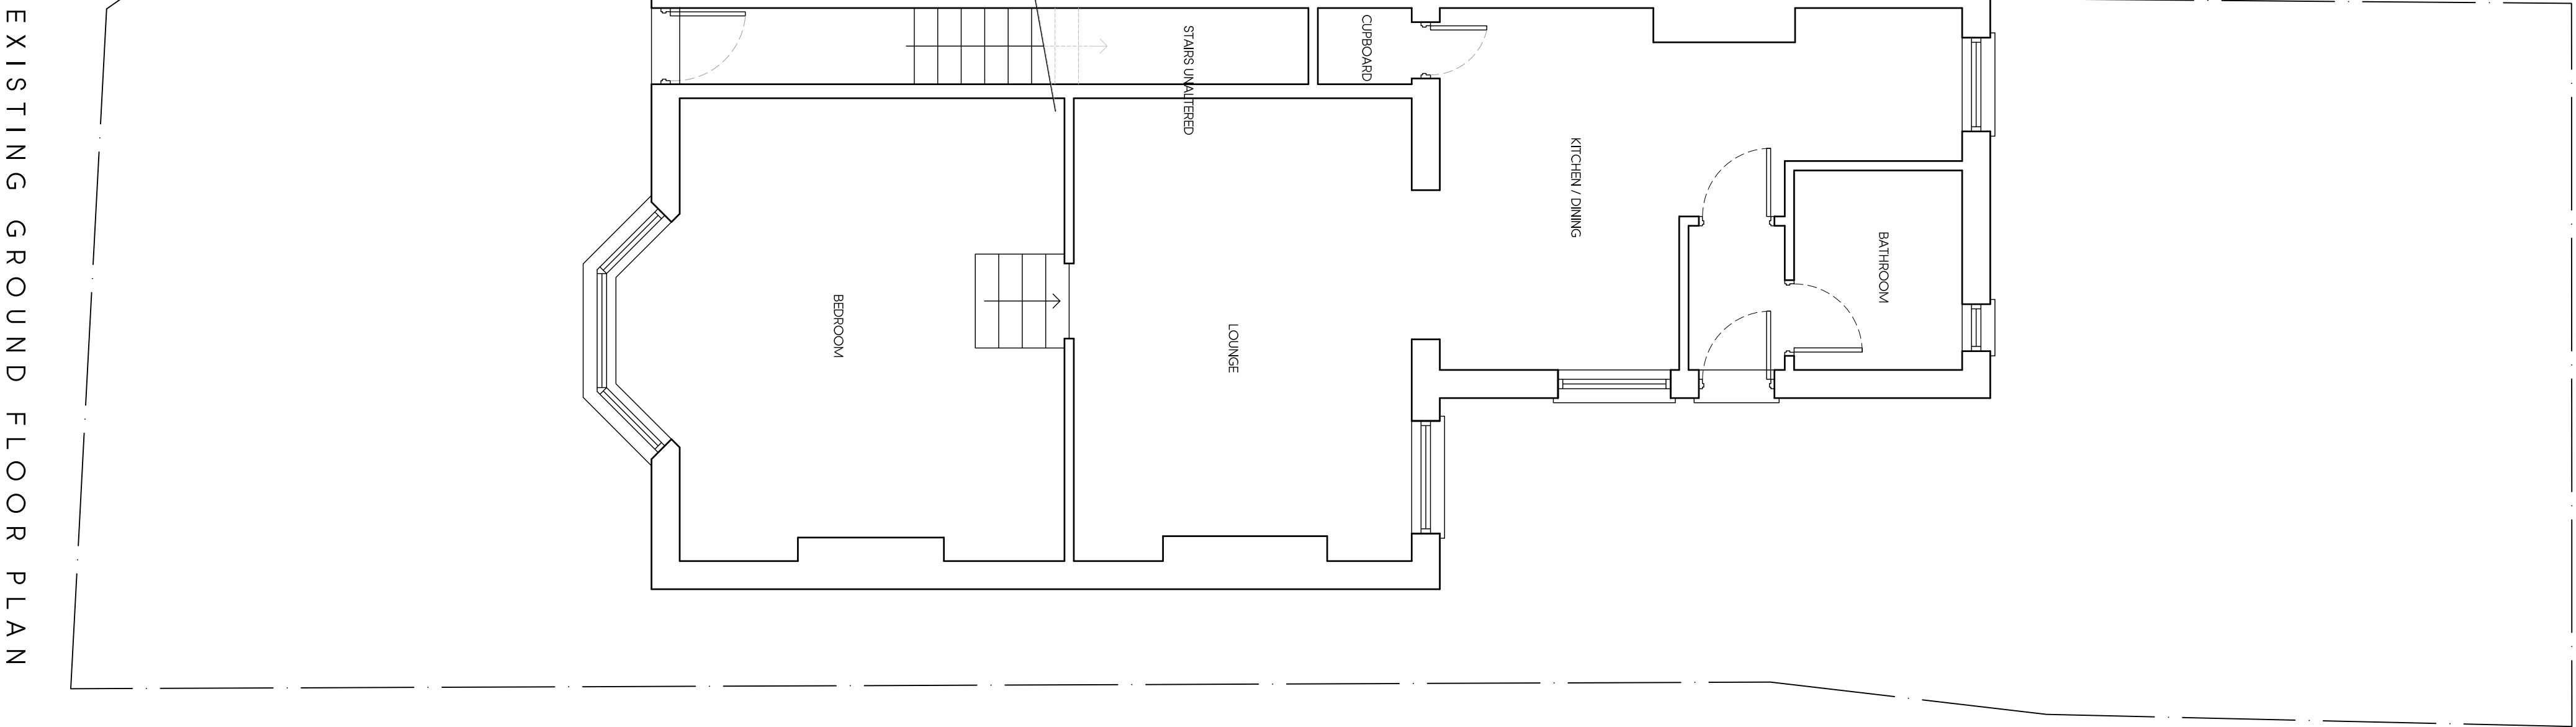 EXISTING GROUND FLOOR PLAN
STAIRS UNALTERED
CUPBOARD
KITCHEN / DINING
BATHROOM
BEDROOM
LOUNGE